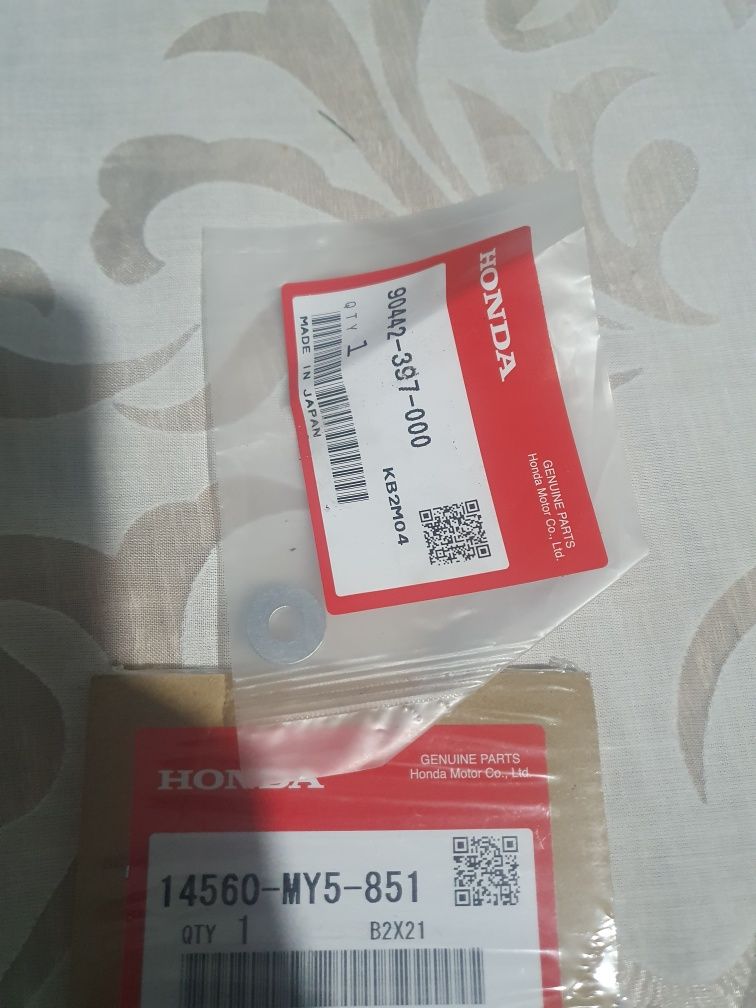 HONDA
GENUINE PARTS
Honda Motor Co., Ltd.
90442-397-000
QTY 1
KB2M04
MADE IN JAPAN
HONDA
GENUINE PARTS
Honda Motor Co., Ltd.
14560-MY5-851
QTY 1 B2X21